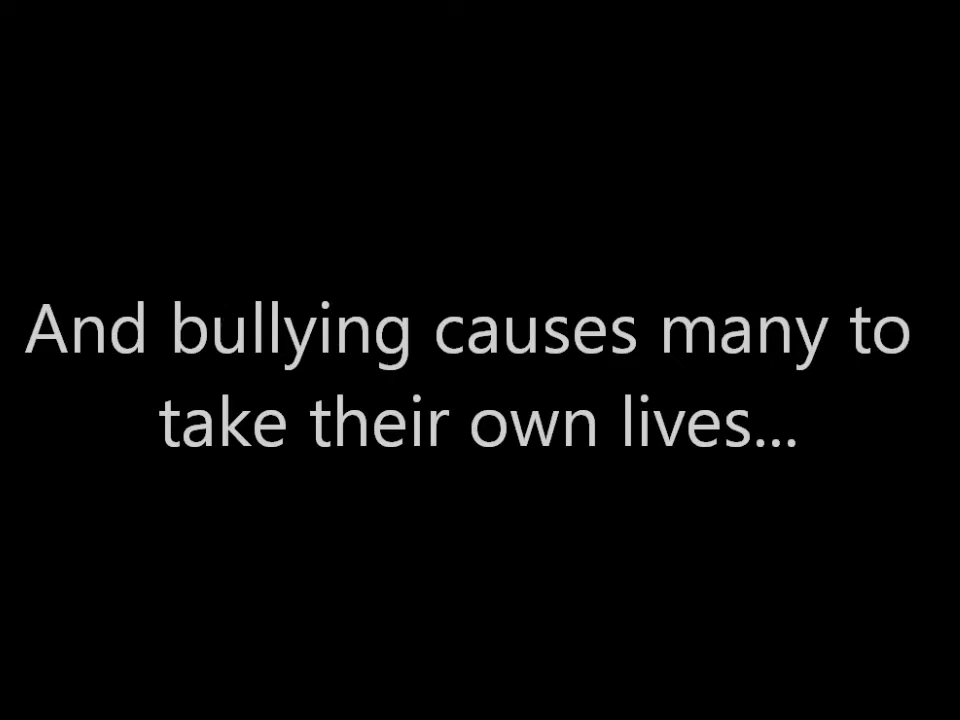 And bullying causes many to
take their own lives...